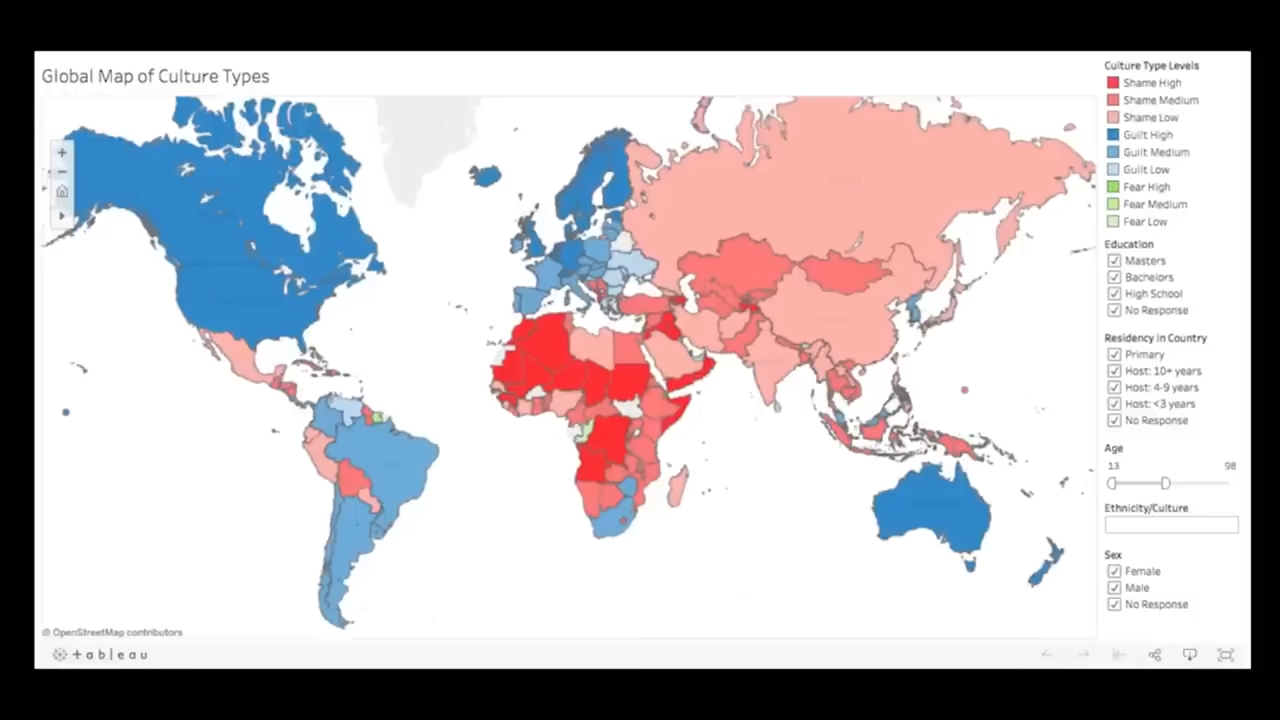 Global Map of Culture Types
Culture Type Levels
Shame High
Shame Medium
Shame Low
Guilt High
Guilt Medium
Guilt Low
Fear High
Fear Medium
Fear Low
Education
Masters
Bachelors
High School
No Response
Residency in Country
Primary
Host: 10+ years
Host: 4-9 years
Host: <3 years
No Response
Age
13 98
Ethnicity/Culture
Sex
Female
Male
No Response
© OpenStreetMap contributors
+ a b l e a u